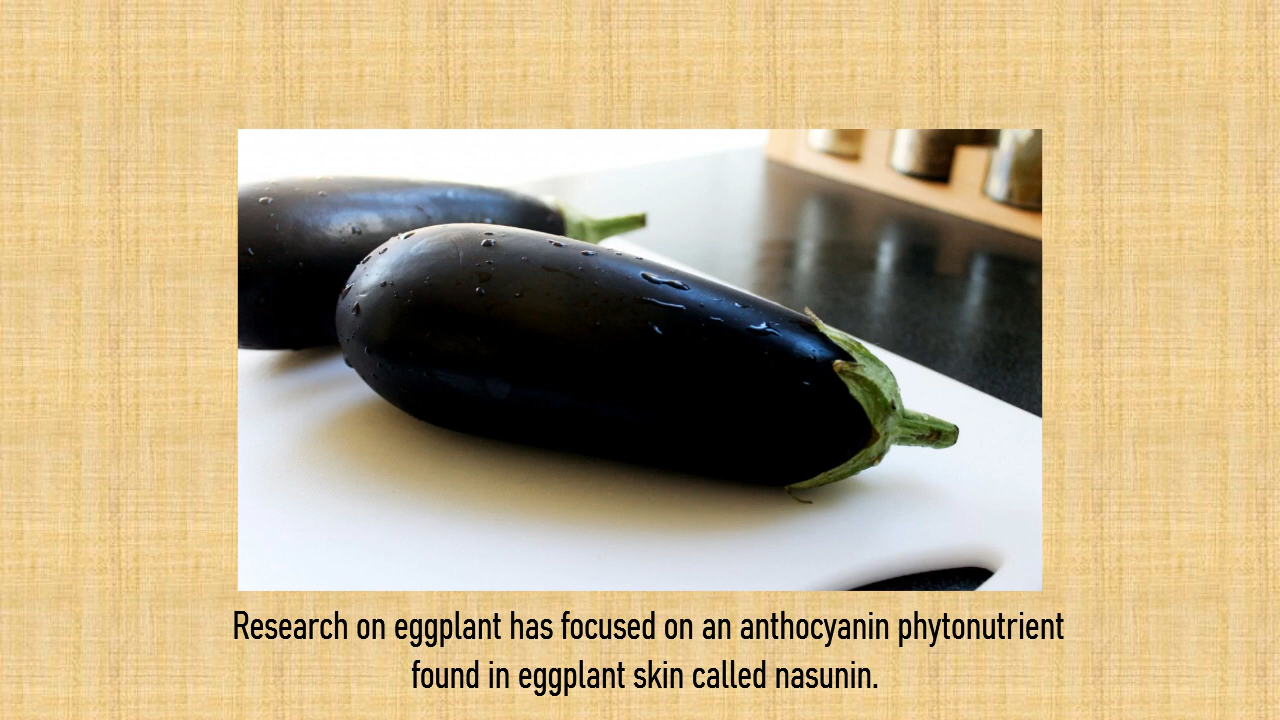 Research on eggplant has focused on an anthocyanin phytonutrient
found in eggplant skin called nasunin.